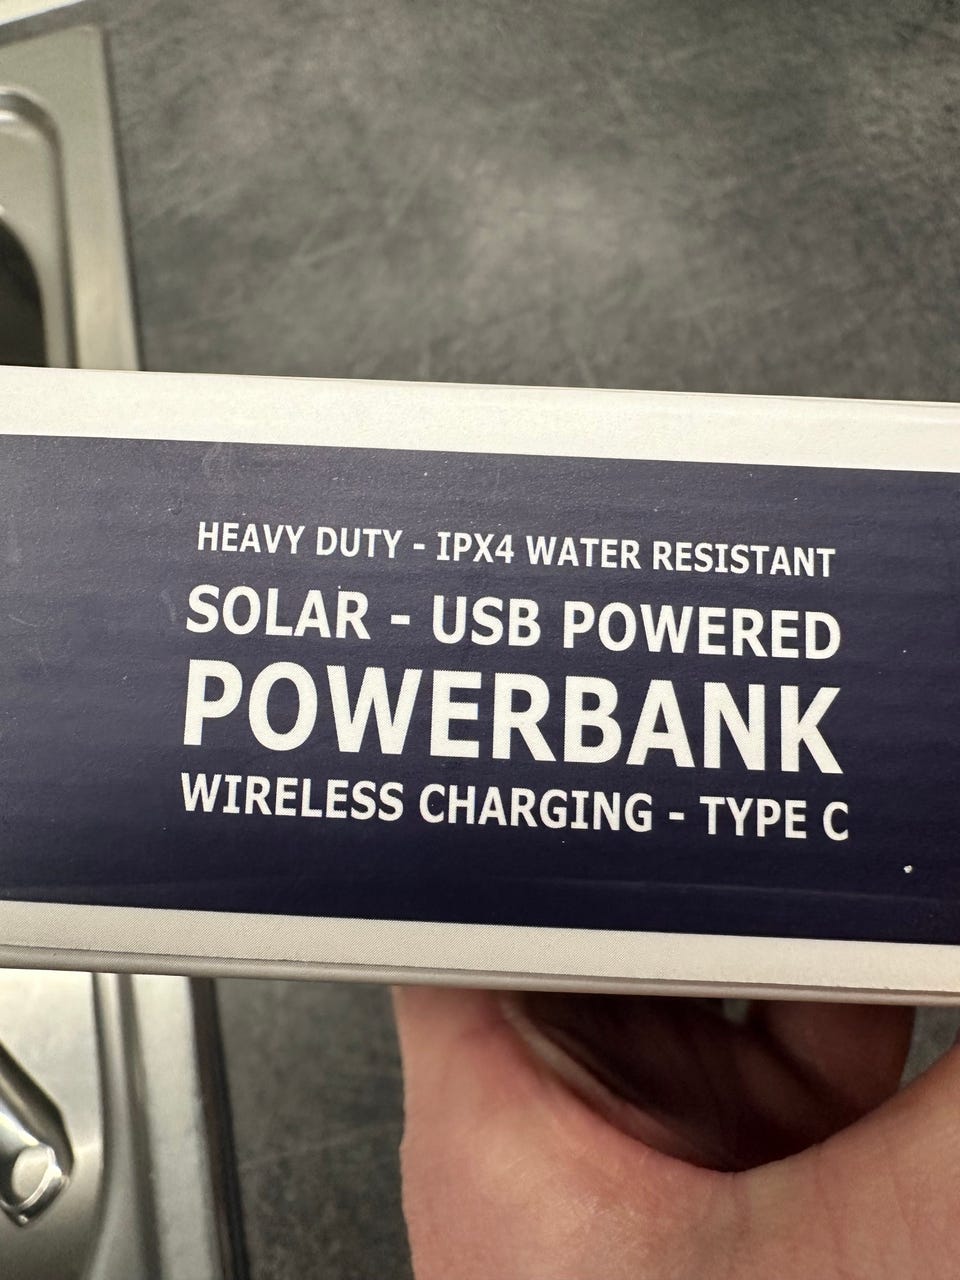 HEAVY DUTY - IPX4 WATER RESISTANT
SOLAR - USB POWERED
POWERBANK
WIRELESS CHARGING - TYPE C